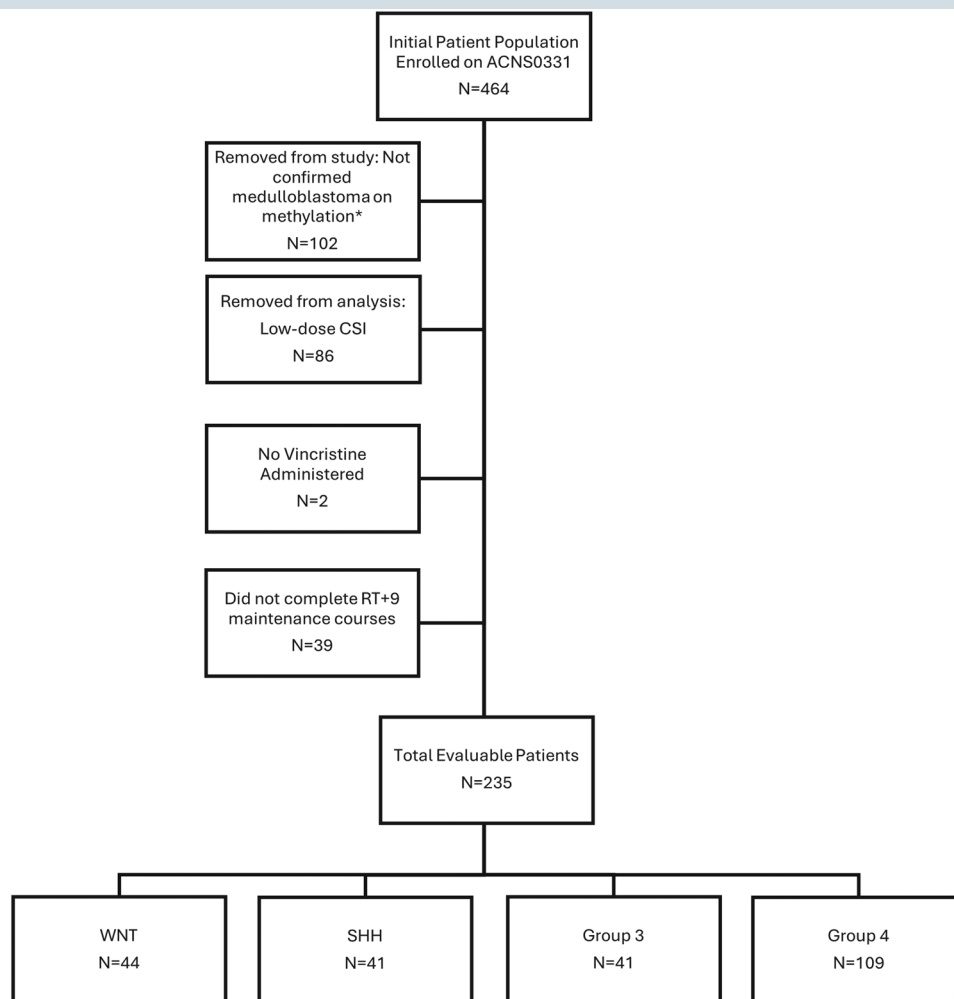 Initial Patient Population
Enrolled on ACNS0331
N=464
Removed from study: Not
confirmed
medulloblastoma on
methylation*
N=102
Removed from analysis:
Low-dose CSI
N=86
No Vincristine
Administered
N=2
Did not complete RT+9
maintenance courses
N=39
Total Evaluable Patients
N=235
WNT
N=44
SHH
N=41
Group 3
N=41
Group 4
N=109